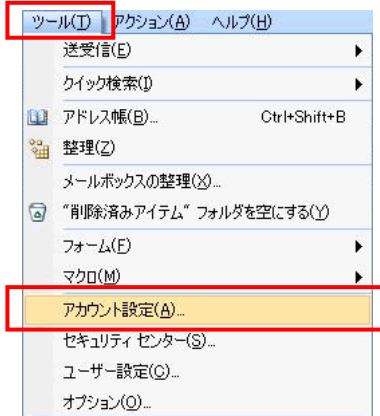 ツール(T) アクション(A) ヘルプ(H)
送受信(E)
クイック検索(I)
アドレス帳(B)... Ctrl+Shift+B
整理(Z)
メールボックスの整理(X)...
"削除済みアイテム" フォルダを空にする(Y)
フォーム(F)
マクロ(M)
アカウント設定(A)...
セキュリティ センター(S)...
ユーザー設定(C)...
オプション(O)...